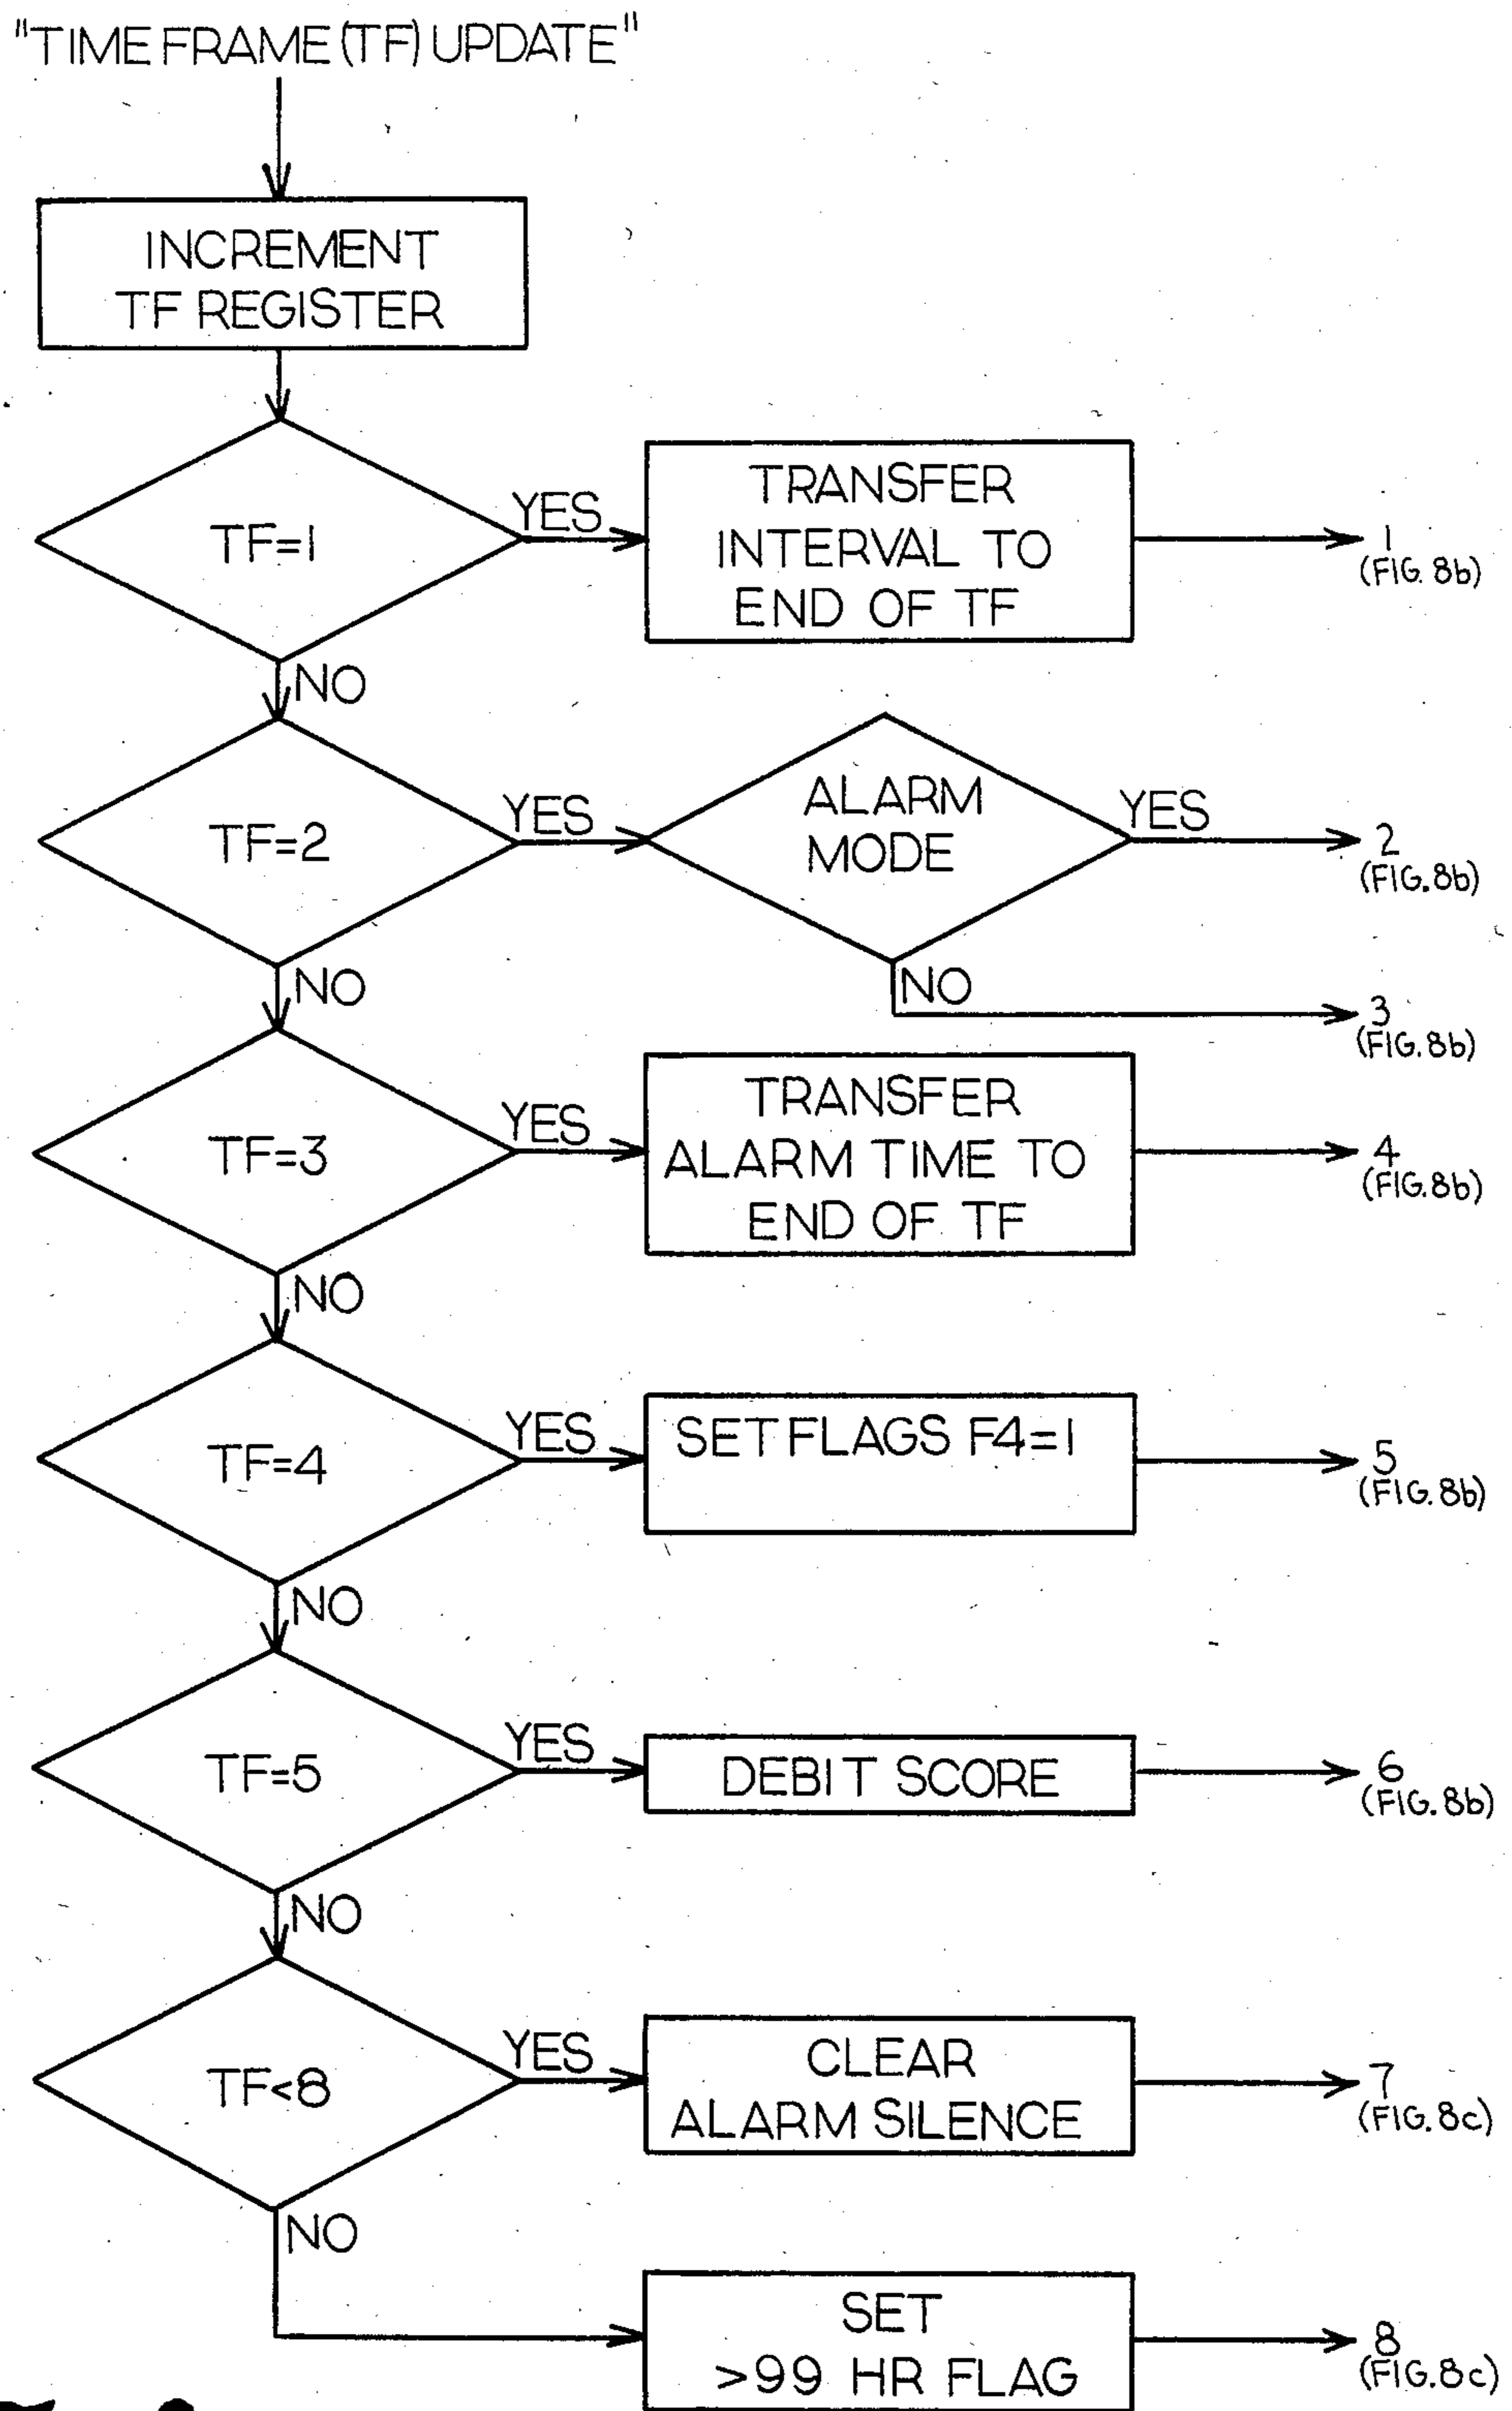 "TIME FRAME (TF) UPDATE"
INCREMENT
TF REGISTER
TF=1
YES
TRANSFER
INTERVAL TO
END OF TF
1
(FIG. 8b)
NO
TF=2
YES
ALARM
MODE
YES
2
(FIG. 8b)
NO
NO
3
(FIG. 8b)
TF=3
YES
TRANSFER
ALARM TIME TO
END OF TF
4
(FIG. 8b)
NO
TF=4
YES
SET FLAGS F4=1
5
(FIG. 8b)
NO
TF=5
YES
DEBIT SCORE
6
(FIG. 8b)
NO
TF<8
YES
CLEAR
ALARM SILENCE
7
(FIG. 8c)
NO
SET
>99 HR FLAG
8
(FIG. 8c)